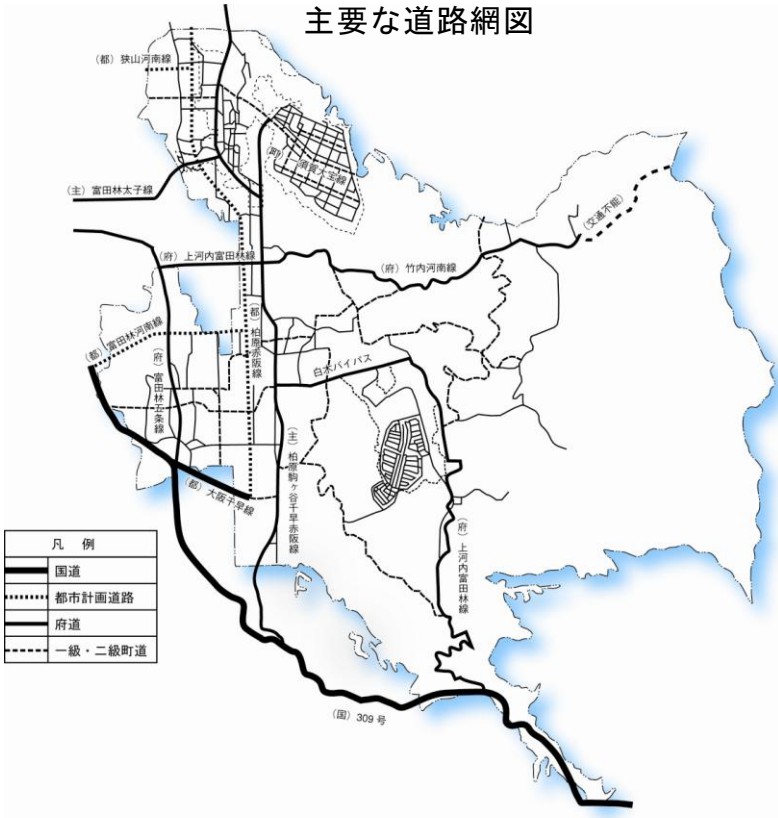 主要な道路網図
(都) 狭山河南線
(町) 一須賀大宝線
(主) 富田林太子線
(交通不能)
(府) 上河内富田林線
(府) 竹内河南線
(都) 富田林河南線
(都) 柏原赤阪線
(府) 富田林五条線
白木バイパス
(主) 柏原駒ヶ谷千早赤阪線
(都) 大阪千早線
(府) 上河内富田林線
凡 例
国道
都市計画道路
府道
一級・二級町道
(国) 309 号